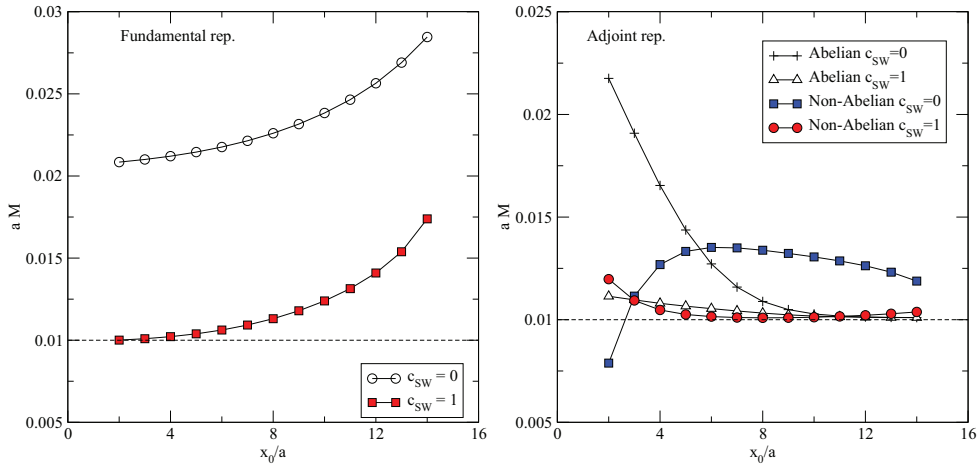 Fundamental rep.
0.025
0.02
0.015
0.01
0.005
a M
c_SW = 0
c_SW = 1
0 4 8 12 16
x_0/a
Adjoint rep.
Abelian c_SW=0
Abelian c_SW=1
Non-Abelian c_SW=0
Non-Abelian c_SW=1
0.025
0.02
0.015
0.01
0.005
a M
0 4 8 12 16
x_0/a